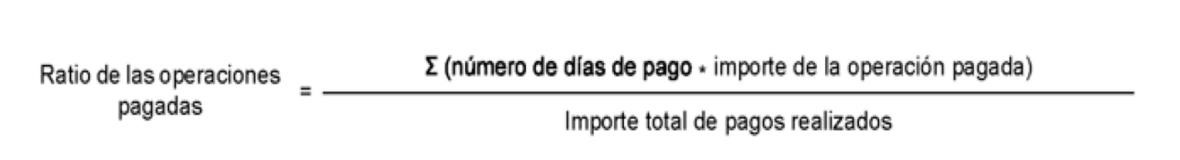 Ratio de las operaciones
pagadas
=
Σ (número de días de pago * importe de la operación pagada)
Importe total de pagos realizados